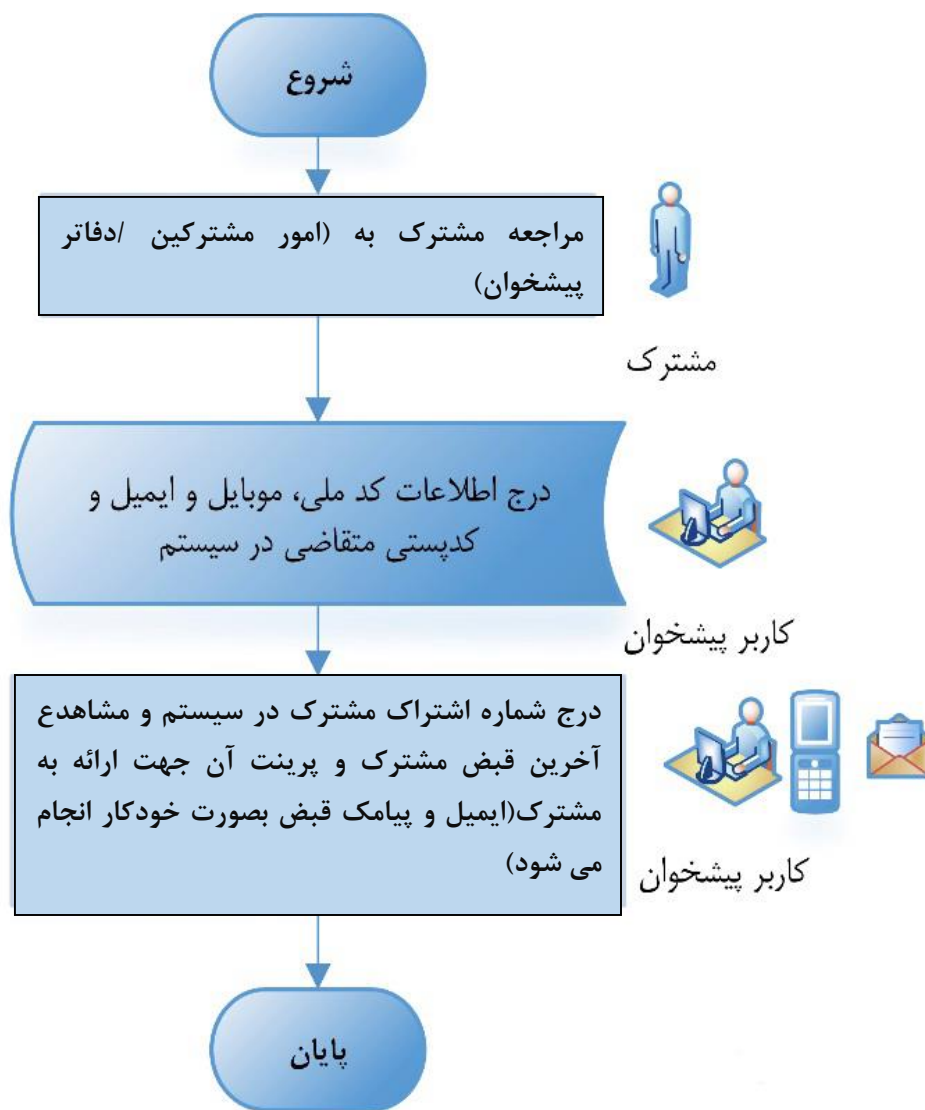 شروع
مراجعه مشترک به (امور مشترکین /دفاتر
پیشخوان)
مشترک
درج اطلاعات کد ملی، موبایل و ایمیل و
کدپستی متقاضی در سیستم
کاربر پیشخوان
درج شماره اشتراک مشترک در سیستم و مشاهدع
آخرین قبض مشترک و پرینت آن جهت ارائه به
مشترک(ایمیل و پیامک قبض بصورت خودکار انجام
می شود)
کاربر پیشخوان
پایان